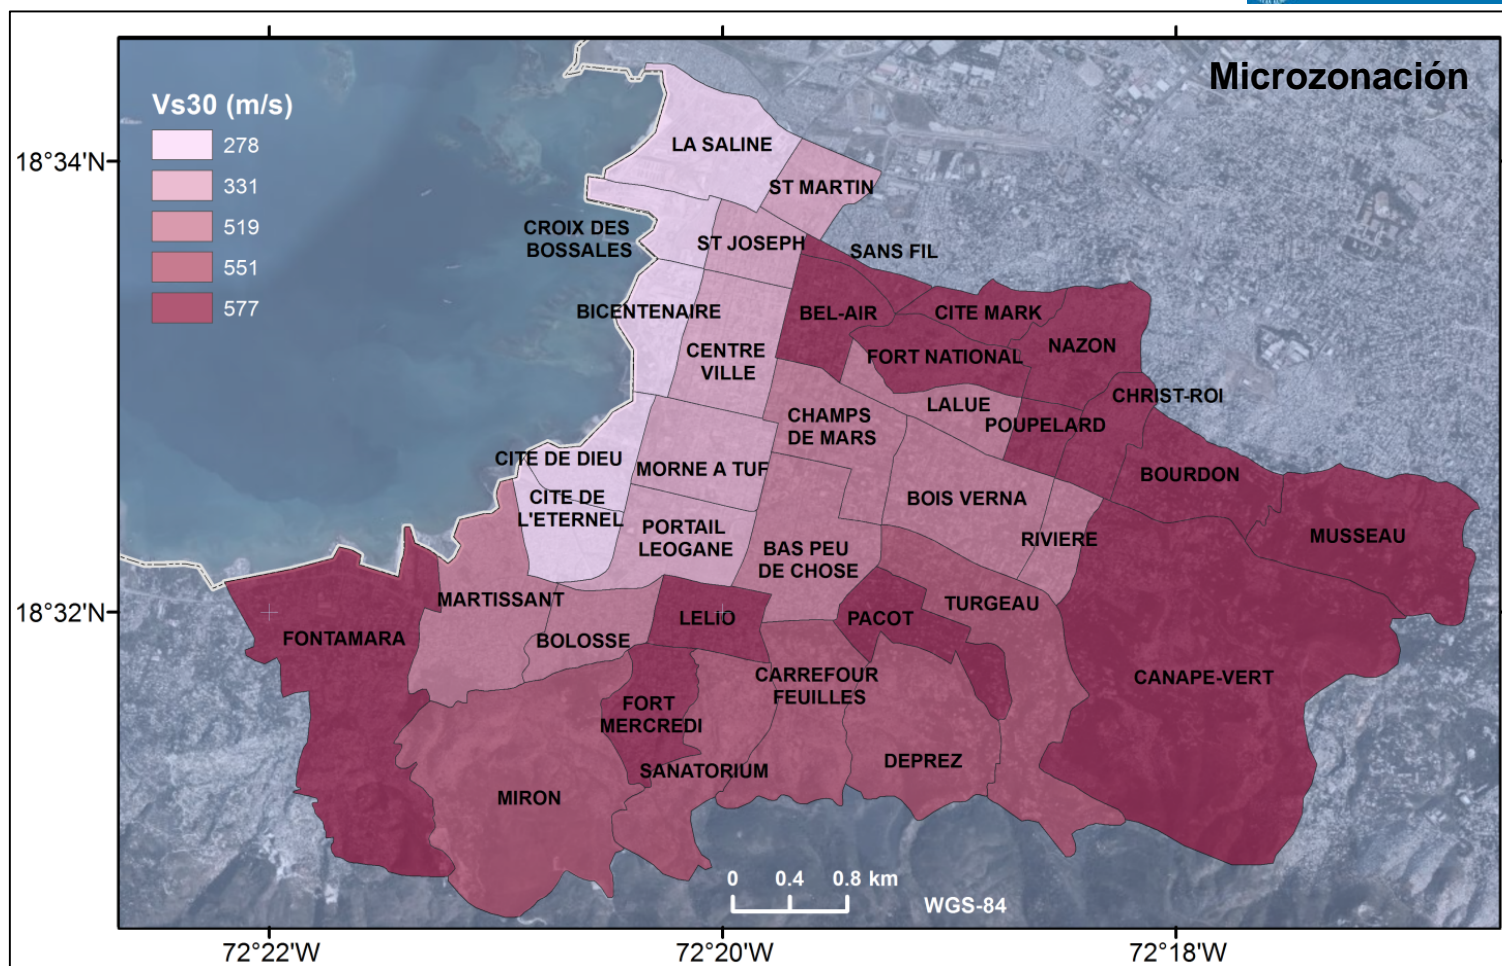 Microzonación
Vs30 (m/s)
278
331
519
551
577
18°34'N
18°32'N
72°22'W
72°20'W
72°18'W
LA SALINE
ST MARTIN
CROIX DES
BOSSALES
ST JOSEPH
SANS FIL
BICENTENAIRE
BEL-AIR
CITE MARK
CENTRE
VILLE
FORT NATIONAL
NAZON
CHRIST-ROI
LALUE
CHAMPS
DE MARS
POUPELARD
CITE DE DIEU
MORNE A TUF
BOURDON
CITE DE
L'ETERNEL
BOIS VERNA
PORTAIL
LEOGANE
RIVIERE
MUSSEAU
BAS PEU
DE CHOSE
MARTISSANT
TURGEAU
FONTAMARA
BOLOSSE
LELIO
PACOT
CANAPE-VERT
CARREFOUR
FEUILLES
FORT
MERCREDI
DEPREZ
SANATORIUM
MIRON
0 0.4 0.8 km
WGS-84